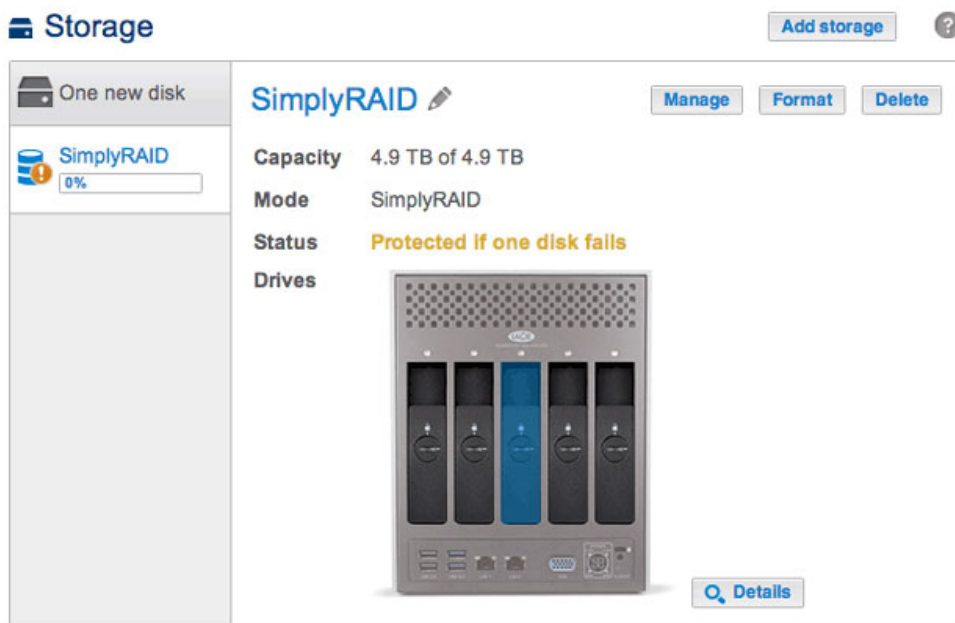 Storage
Add storage
?
One new disk
SimplyRAID
0%
SimplyRAID
Manage
Format
Delete
Capacity 4.9 TB of 4.9 TB
Mode SimplyRAID
Status Protected if one disk fails
Drives
LACIE
Details